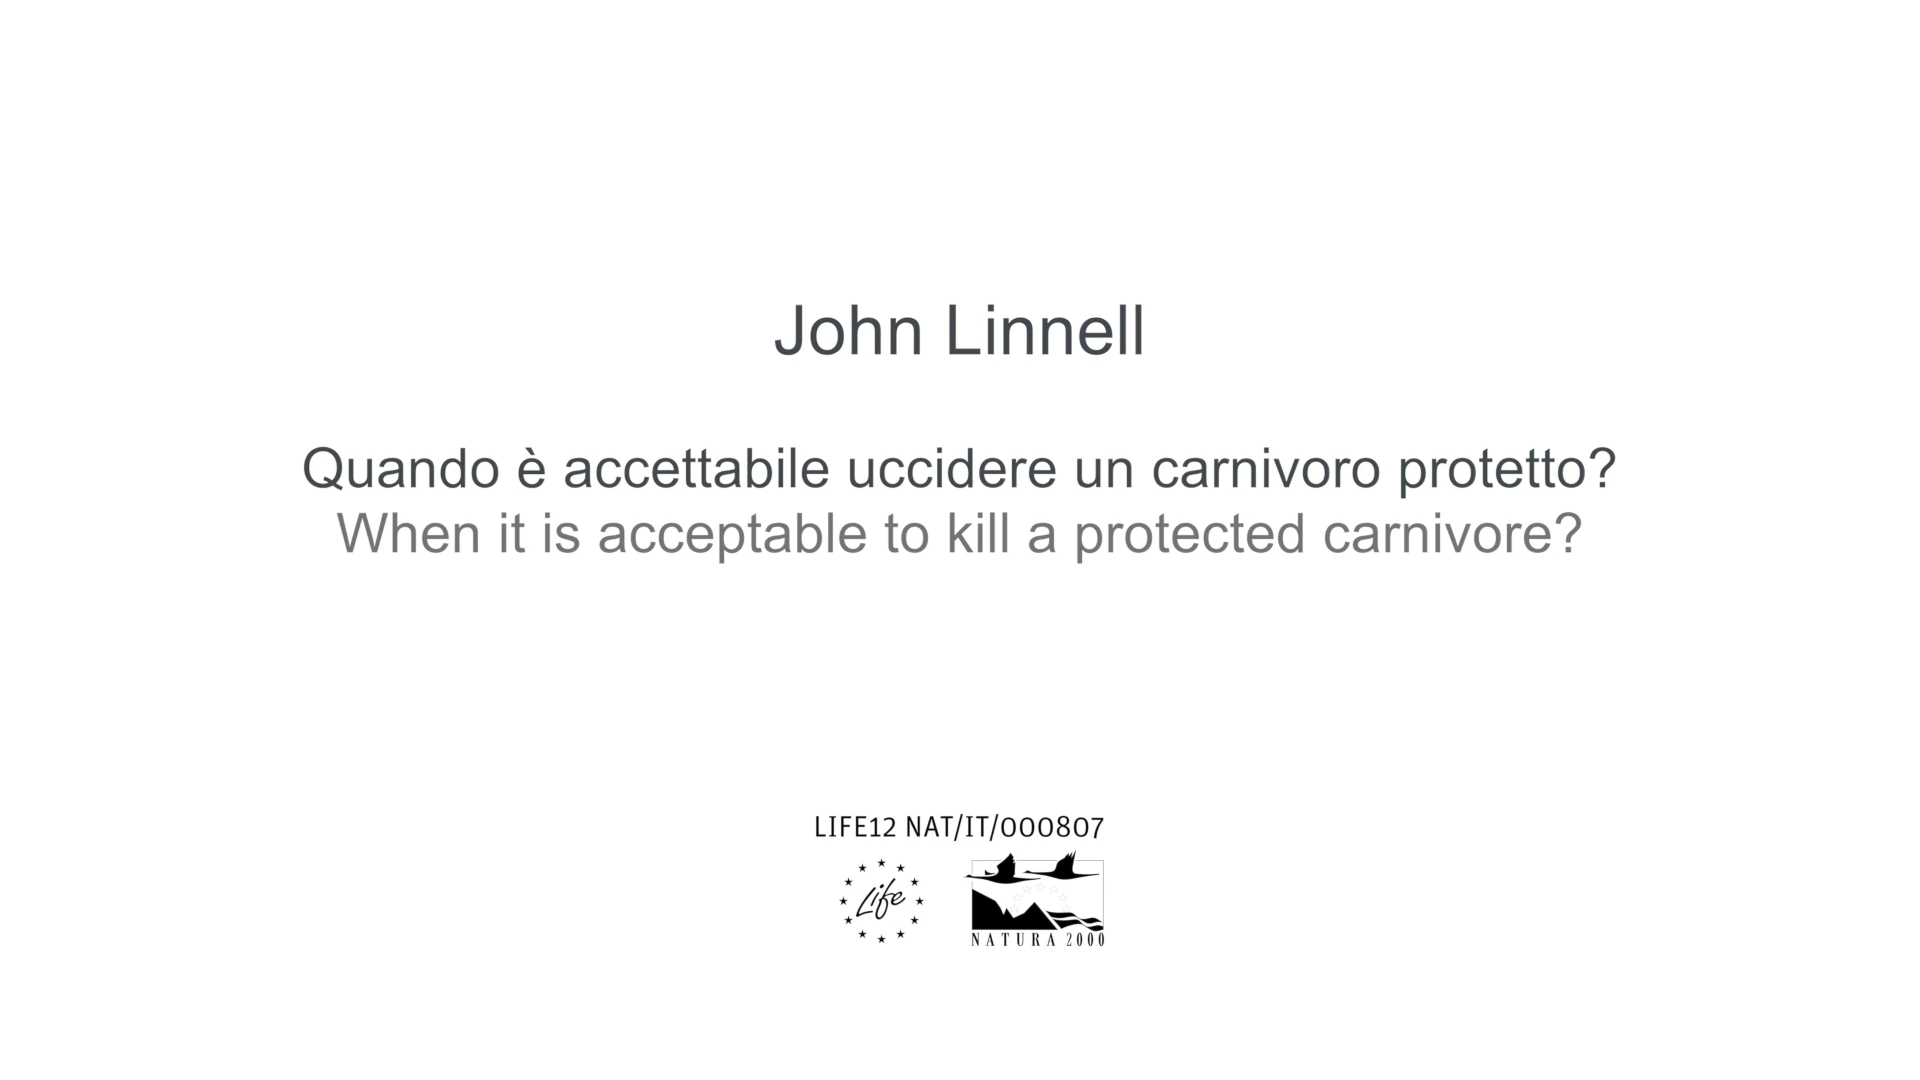 John Linnell
Quando è accettabile uccidere un carnivoro protetto?
When it is acceptable to kill a protected carnivore?
LIFE12 NAT/IT/000807
Life
NATURA 2000